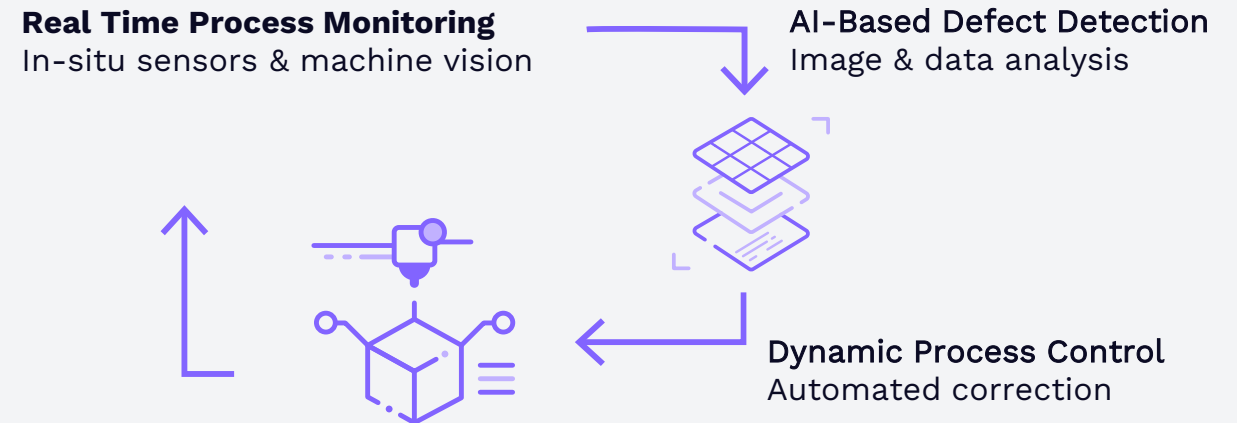 Real Time Process Monitoring
In-situ sensors & machine vision
AI-Based Defect Detection
Image & data analysis
Dynamic Process Control
Automated correction